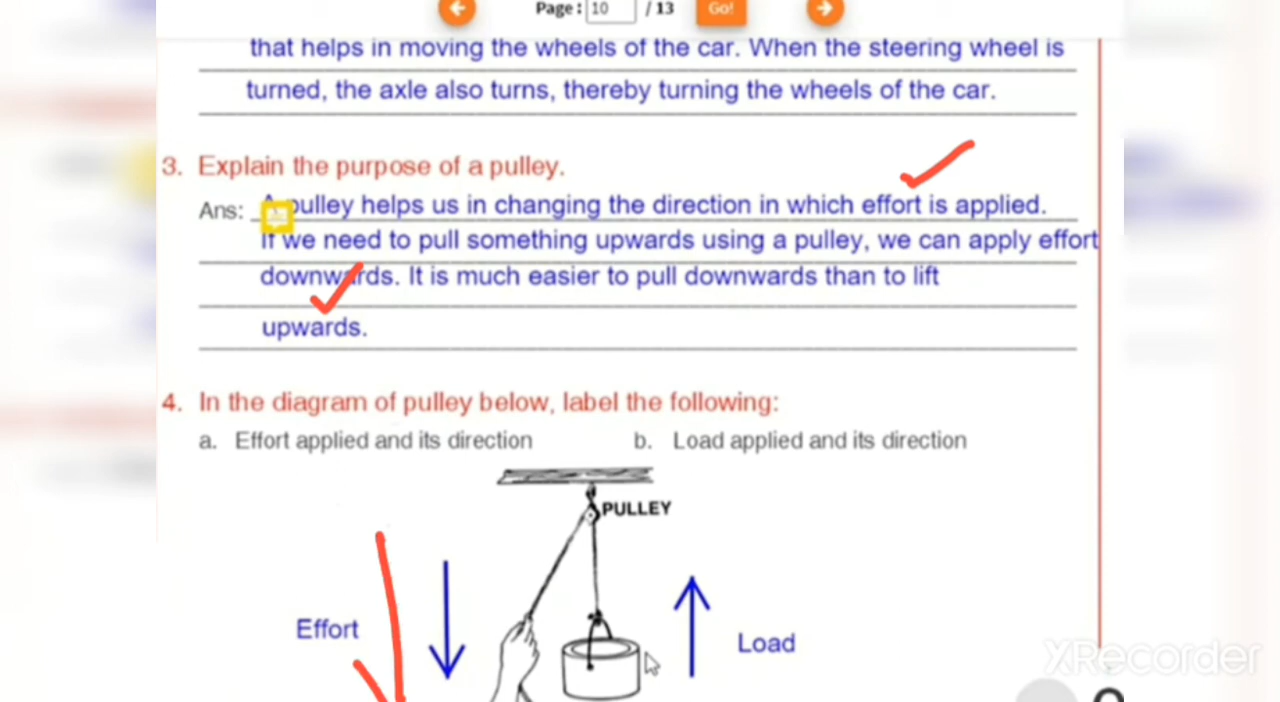 Page: 10 / 13 Go!
that helps in moving the wheels of the car. When the steering wheel is
turned, the axle also turns, thereby turning the wheels of the car.
3. Explain the purpose of a pulley.
Ans: A pulley helps us in changing the direction in which effort is applied.
If we need to pull something upwards using a pulley, we can apply effort
downwards. It is much easier to pull downwards than to lift
upwards.
4. In the diagram of pulley below, label the following:
a. Effort applied and its direction b. Load applied and its direction
PULLEY
Effort
Load
XRecorder